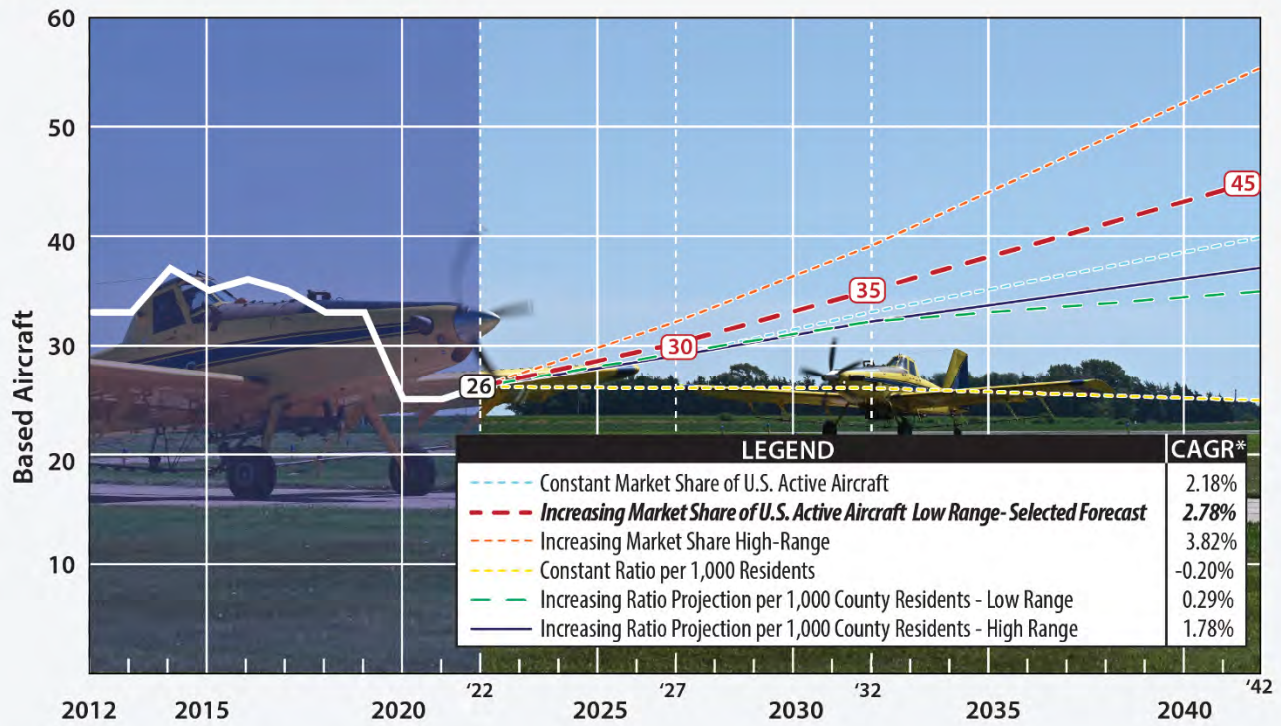 60
50
40
30
20
10
Based Aircraft
26
30
35
45
LEGEND CAGR*
Constant Market Share of U.S. Active Aircraft 2.18%
Increasing Market Share of U.S. Active Aircraft Low Range- Selected Forecast 2.78%
Increasing Market Share High-Range 3.82%
Constant Ratio per 1,000 Residents -0.20%
Increasing Ratio Projection per 1,000 County Residents - Low Range 0.29%
Increasing Ratio Projection per 1,000 County Residents - High Range 1.78%
'22 '27 '32 '42
2012 2015 2020 2025 2030 2035 2040